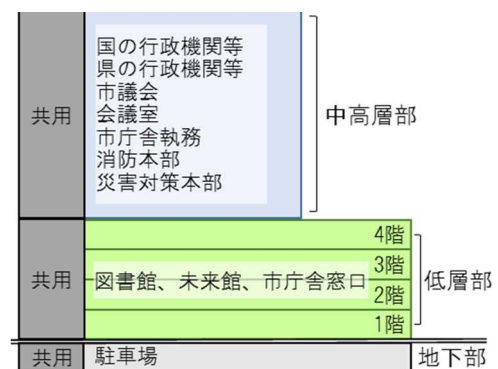 国の行政機関等
県の行政機関等
市議会
会議室
市庁舎執務
消防本部
災害対策本部
共用
中高層部
4階
3階
2階
1階
共用
図書館、未来館、市庁舎窓口
低層部
共用
駐車場
地下部